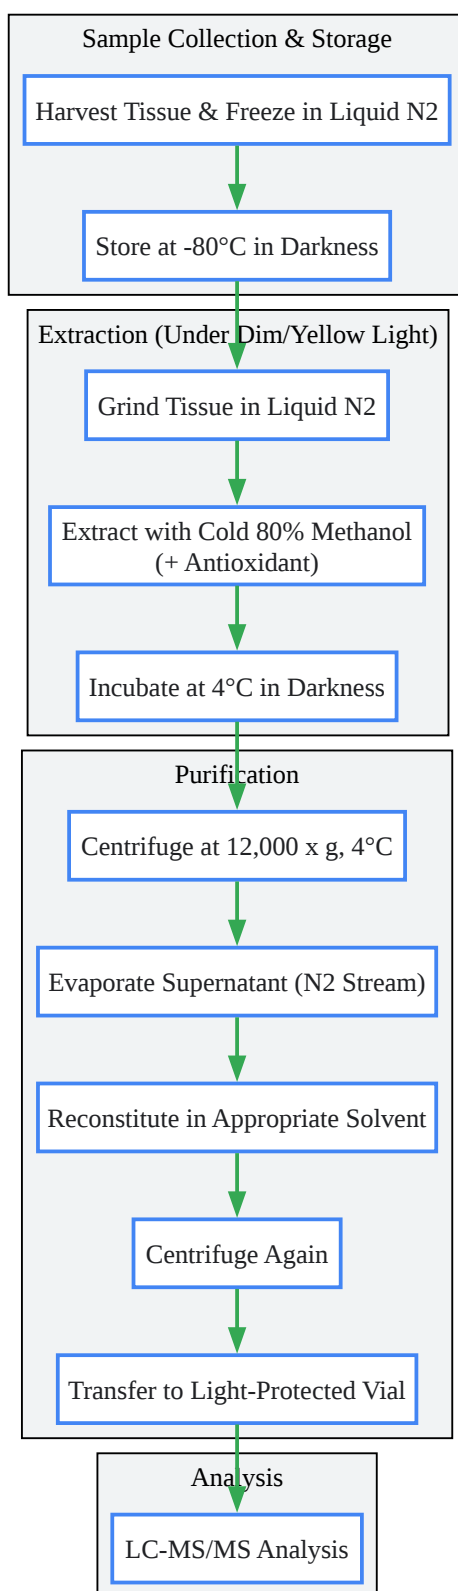 Sample Collection & Storage
Harvest Tissue & Freeze in Liquid N2
Store at -80°C in Darkness
Extraction (Under Dim/Yellow Light)
Grind Tissue in Liquid N2
Extract with Cold 80% Methanol
(+ Antioxidant)
Incubate at 4°C in Darkness
Purification
Centrifuge at 12,000 x g, 4°C
Evaporate Supernatant (N2 Stream)
Reconstitute in Appropriate Solvent
Centrifuge Again
Transfer to Light-Protected Vial
Analysis
LC-MS/MS Analysis